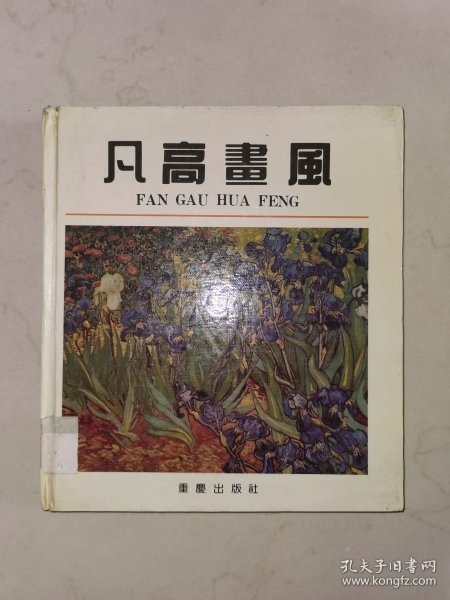 凡高畫風
FAN GAU HUA FENG
重慶出版社
孔夫子旧书网
www.kongfz.com